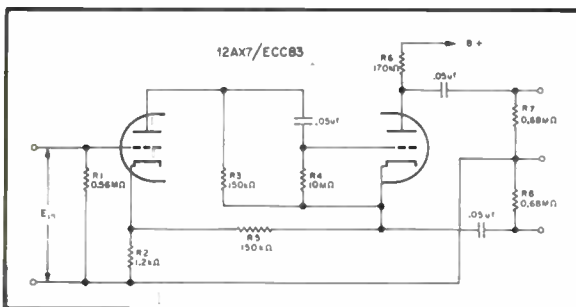 12AX7/ECC83
B +
R6
170kΩ
.05uf
R7
0.68MΩ
.05uf
R1
0.56MΩ
R3
150kΩ
R4
10MΩ
R6
0.68MΩ
.05uf
R5
150kΩ
R2
1.2kΩ